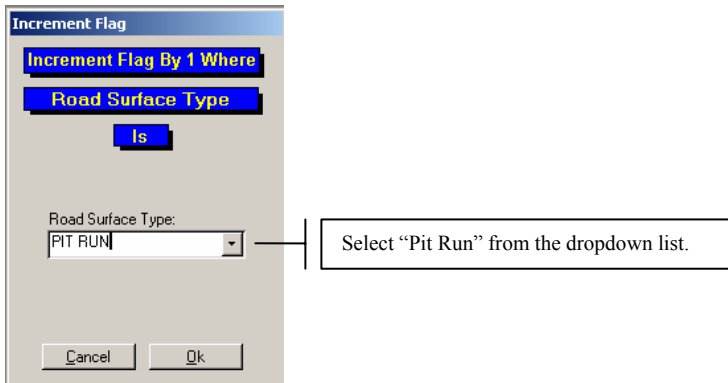 Increment Flag
Increment Flag By 1 Where
Road Surface Type
Is
Road Surface Type:
PIT RUN
Select “Pit Run” from the dropdown list.
Cancel
Ok